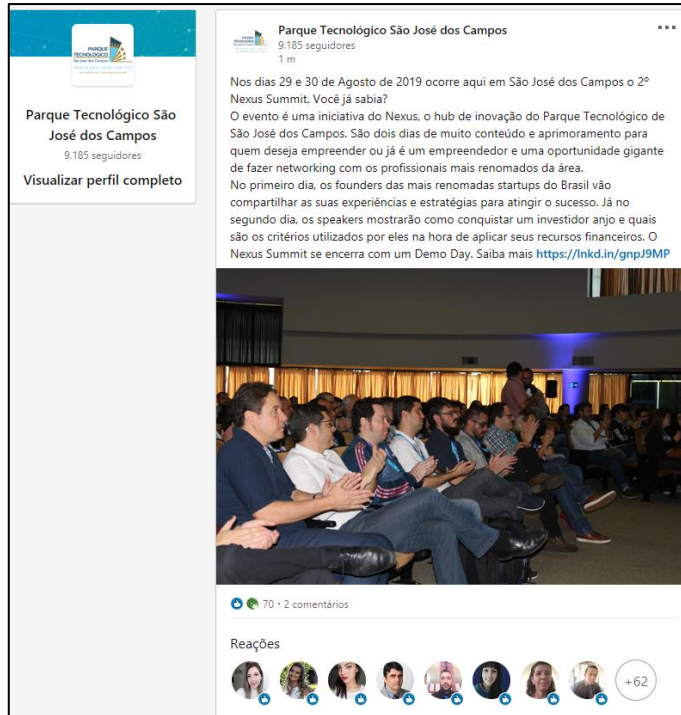 PARQUE
TECNOLÓGICO
São José dos Campos
Parque Tecnológico São
José dos Campos
9.185 seguidores
Visualizar perfil completo
Parque Tecnológico São José dos Campos
9.185 seguidores
1 m
Nos dias 29 e 30 de Agosto de 2019 ocorre aqui em São José dos Campos o 2º
Nexus Summit. Você já sabia?
O evento é uma iniciativa do Nexus, o hub de inovação do Parque Tecnológico de
São José dos Campos. São dois dias de muito conteúdo e aprimoramento para
quem deseja empreender ou já é um empreendedor e uma oportunidade gigante
de fazer networking com os profissionais mais renomados da área.
No primeiro dia, os founders das mais renomadas startups do Brasil vão
compartilhar as suas experiências e estratégias para atingir o sucesso. Já no
segundo dia, os speakers mostrarão como conquistar um investidor anjo e quais
são os critérios utilizados por eles na hora de aplicar seus recursos financeiros. O
Nexus Summit se encerra com um Demo Day. Saiba mais https://lnkd.in/gnpJ9MP
70 · 2 comentários
Reações
+62